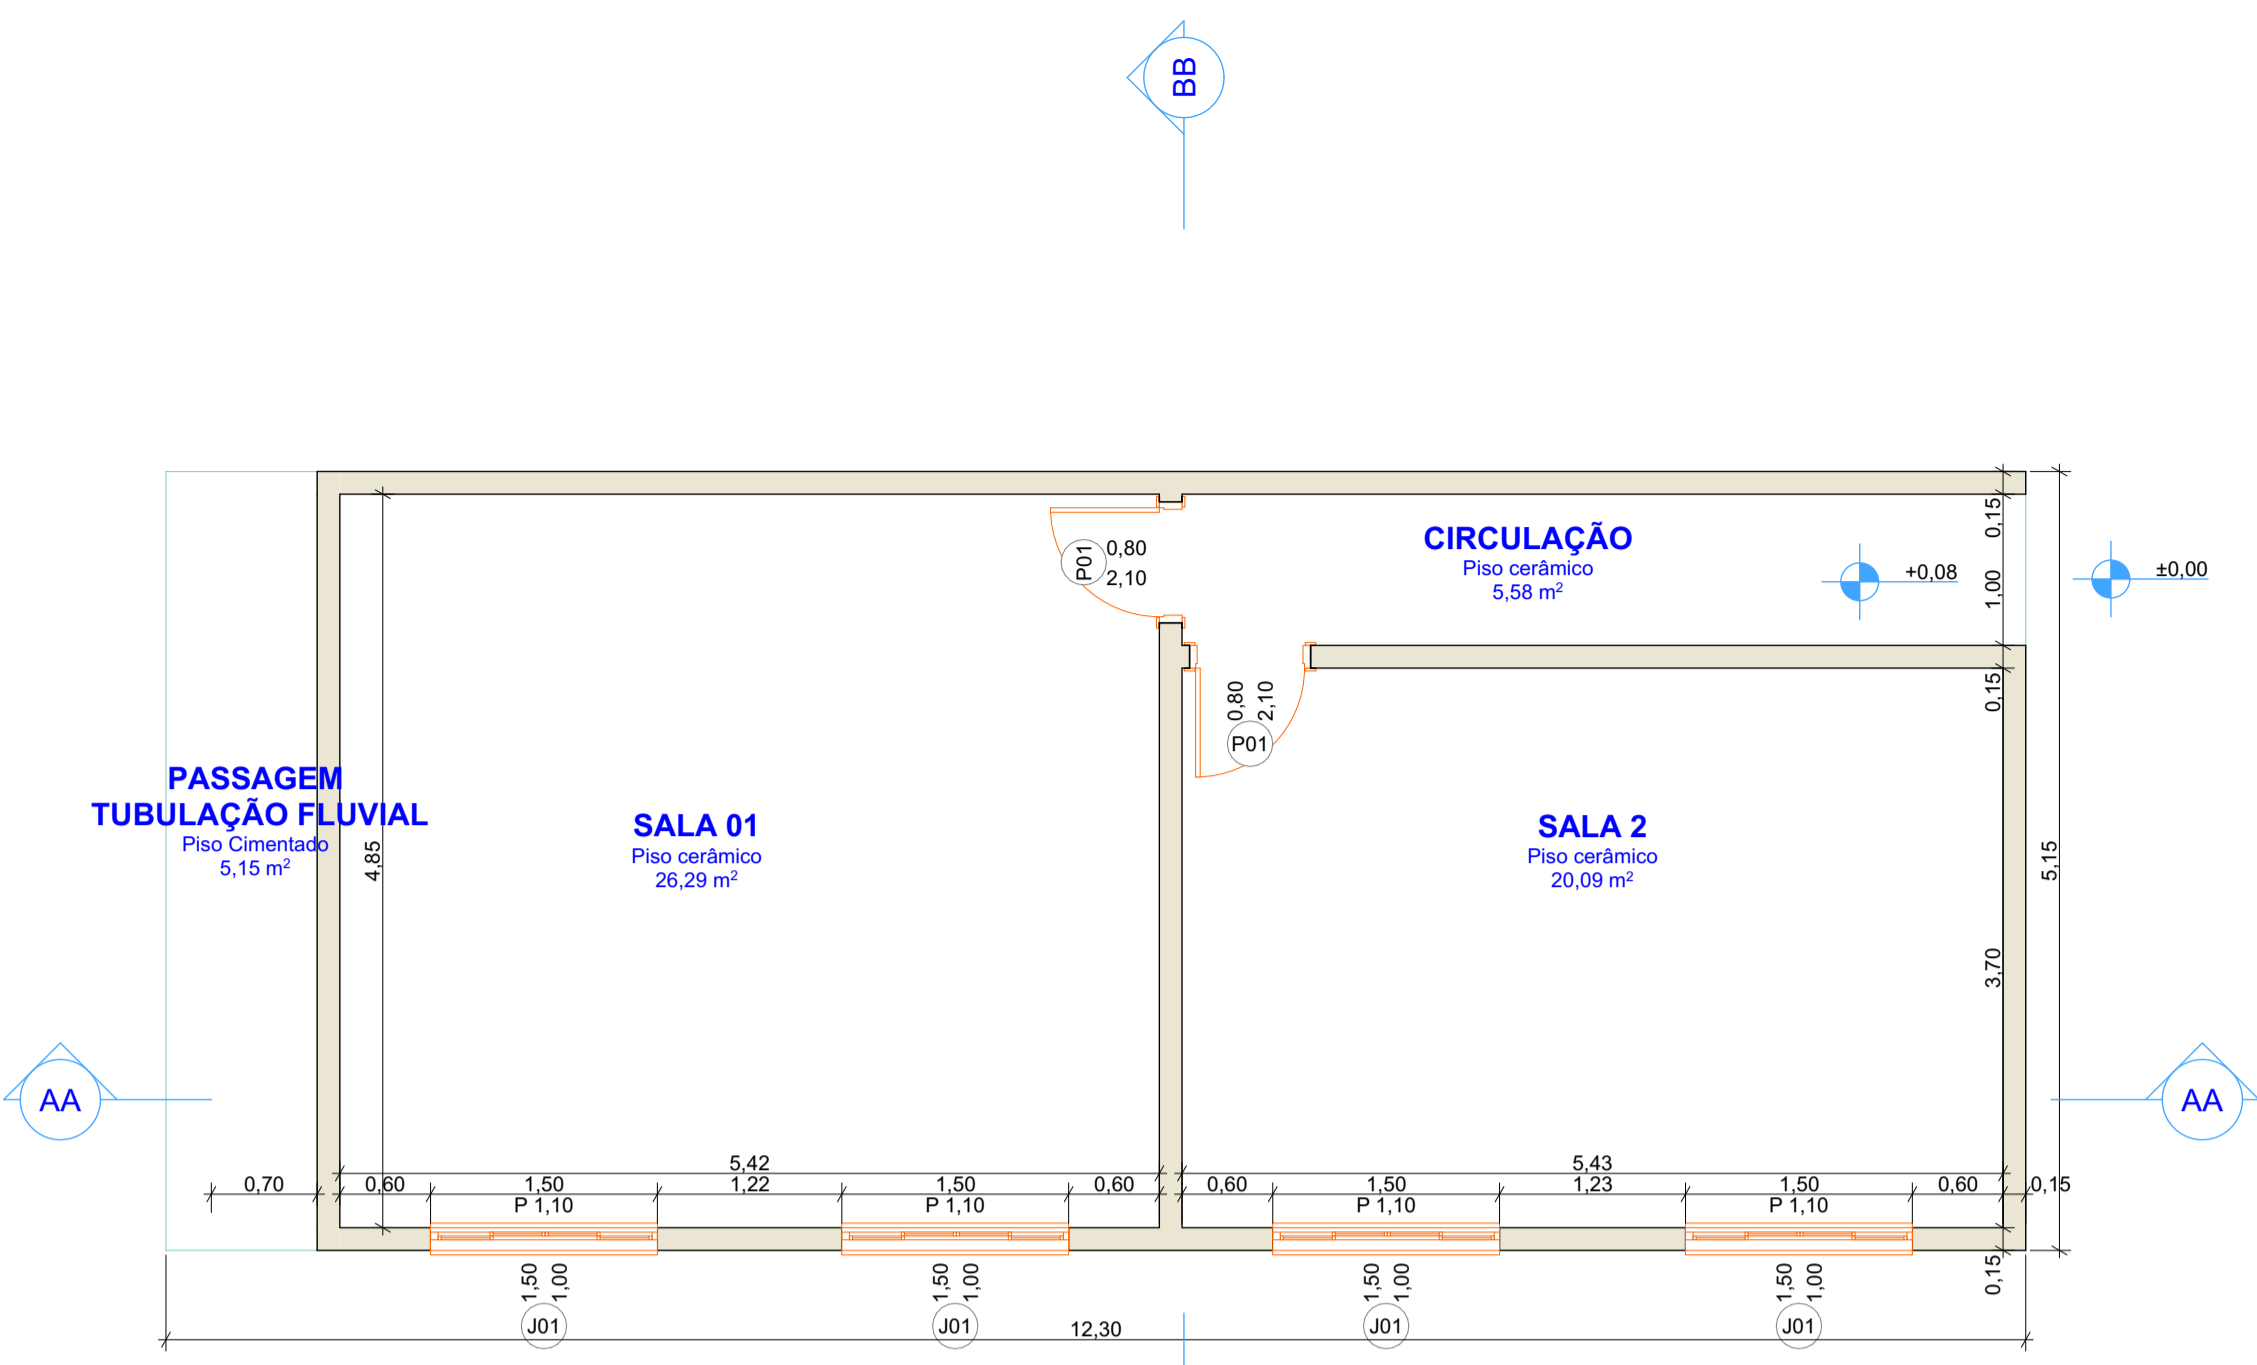 BB
CIRCULAÇÃO
Piso cerâmico
5,58 m²
+0,08
±0,00
P01
0,80
2,10
0,15
1,00
0,15
0,80
2,10
P01
PASSAGEM
TUBULAÇÃO FLUVIAL
Piso Cimentado
5,15 m²
4,85
SALA 01
Piso cerâmico
26,29 m²
SALA 2
Piso cerâmico
20,09 m²
5,15
3,70
AA
AA
5,42
5,43
0,70
0,60
1,50
1,22
1,50
0,60
0,60
1,50
1,23
1,50
0,60
0,15
P 1,10
P 1,10
P 1,10
P 1,10
0,15
1,50
1,00
1,50
1,00
1,50
1,00
1,50
1,00
J01
J01
J01
J01
12,30